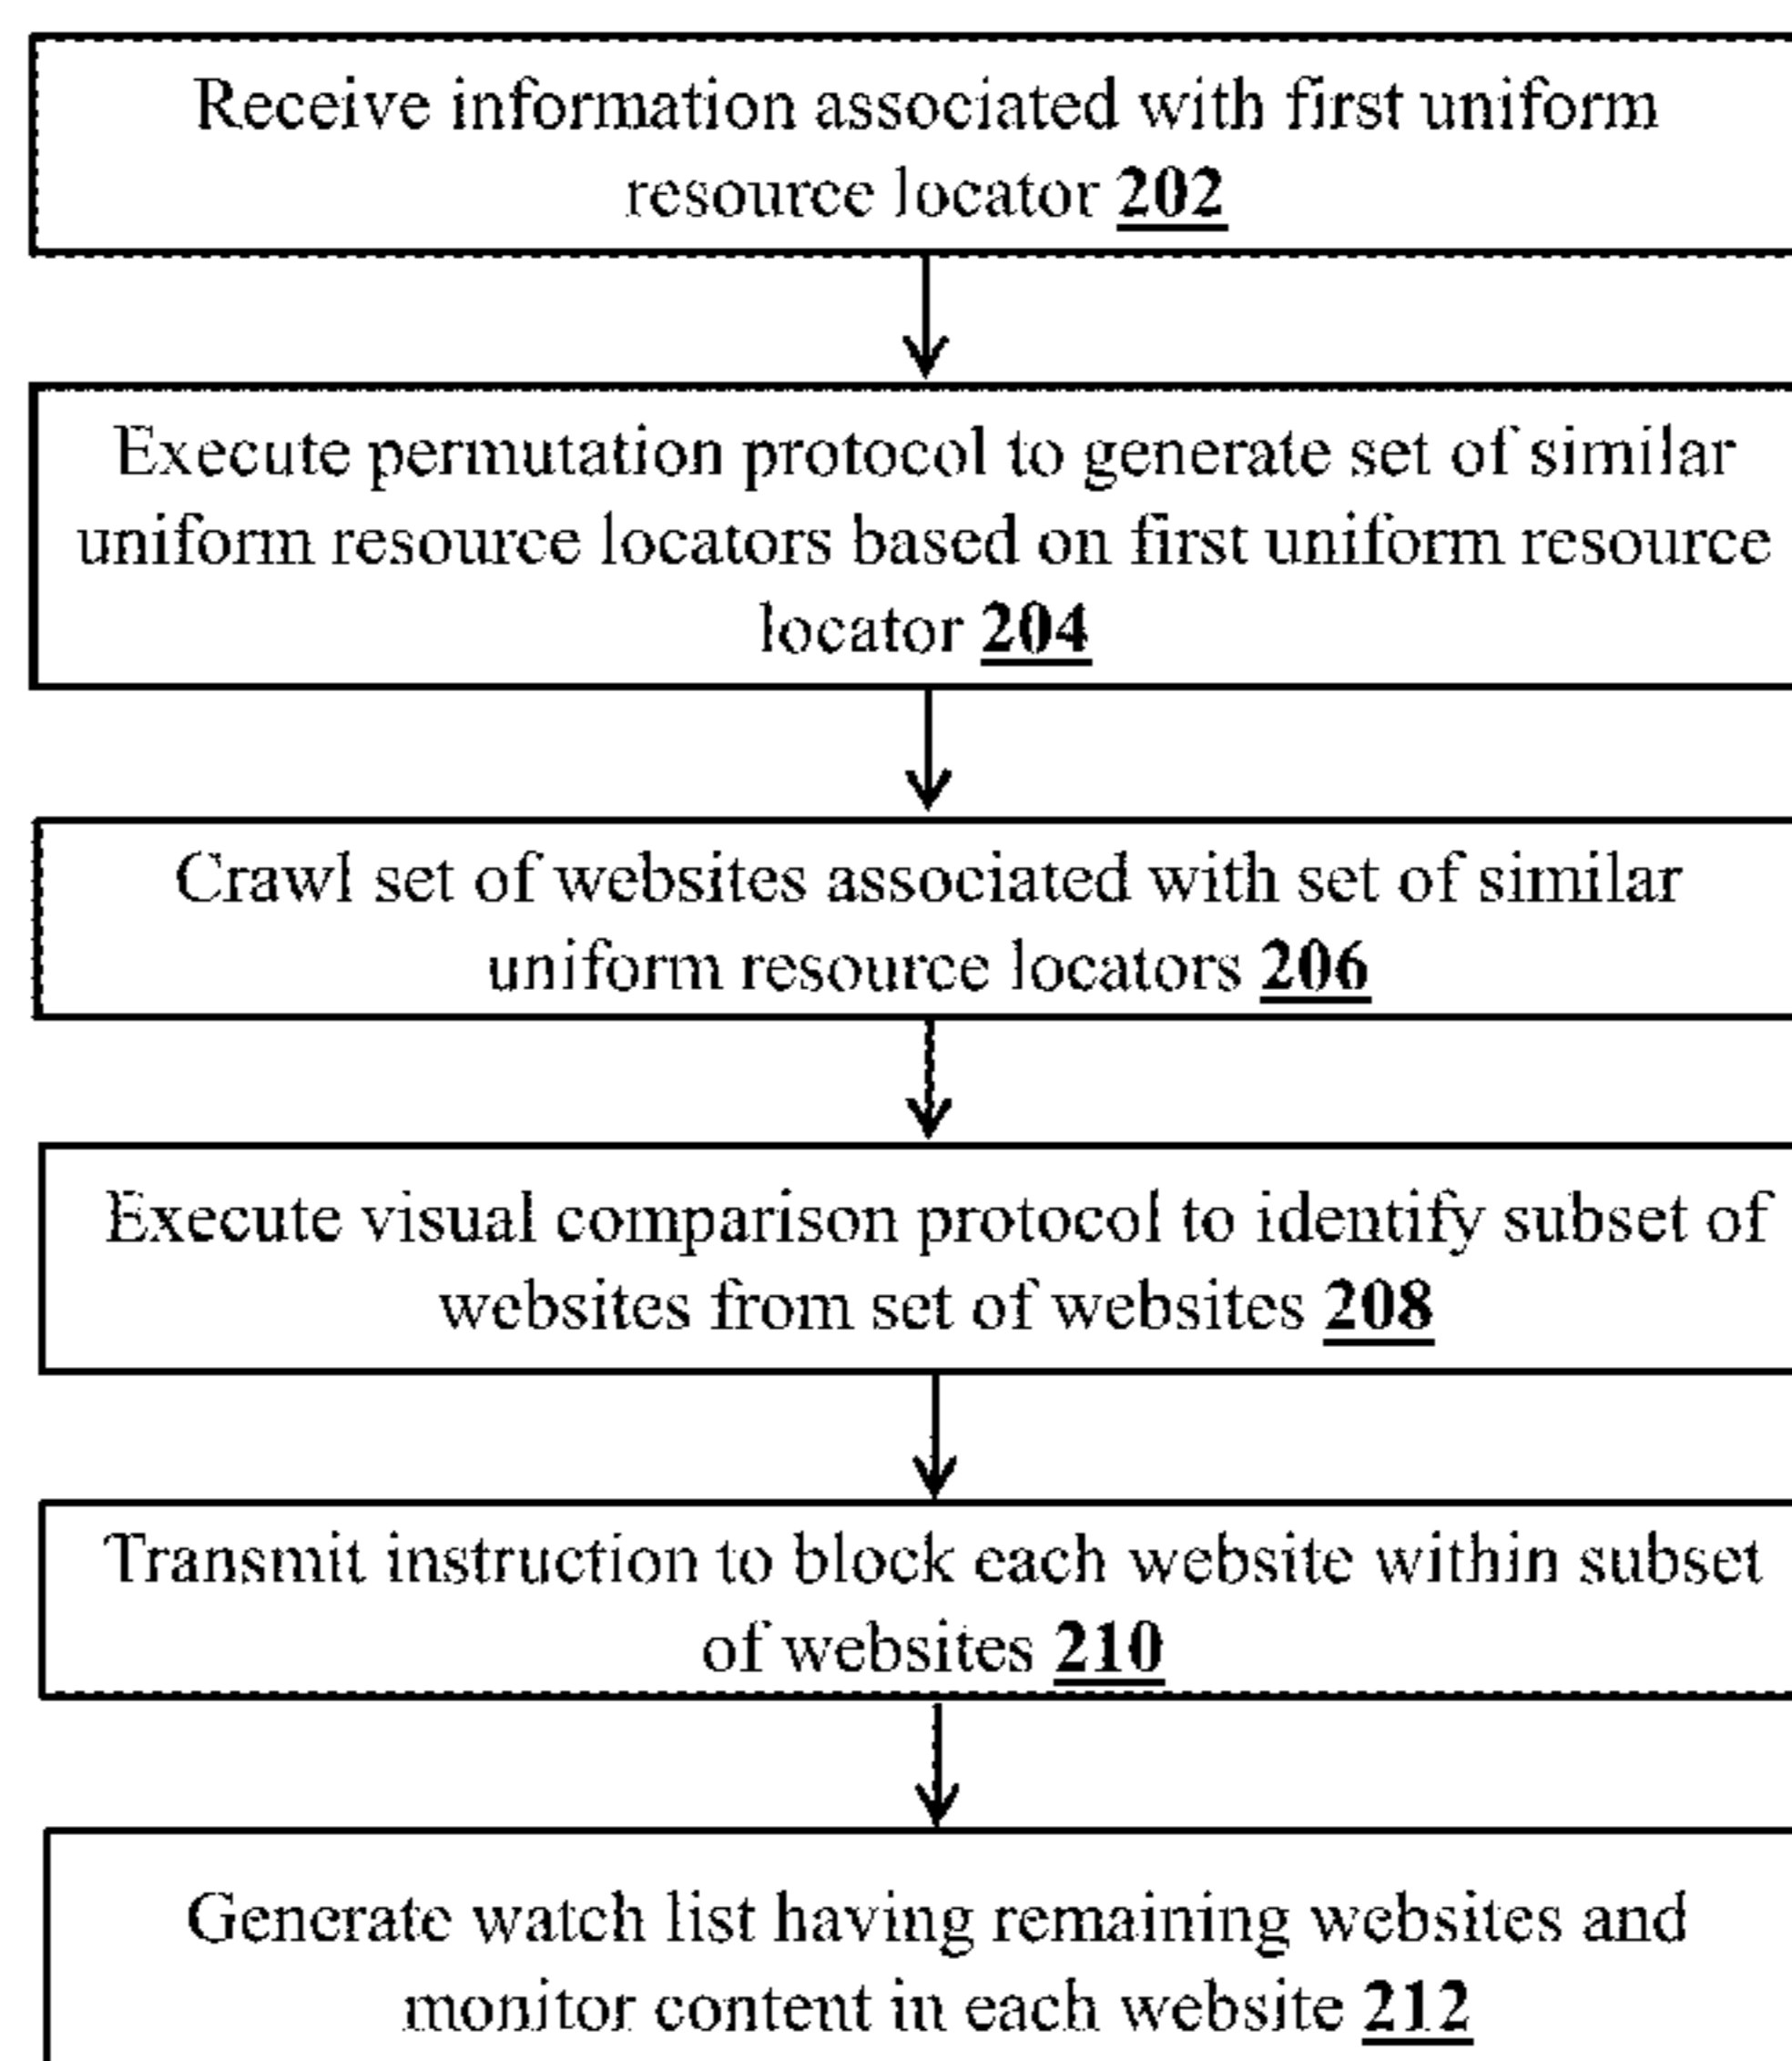 Receive information associated with first uniform
resource locator 202
Execute permutation protocol to generate set of similar
uniform resource locators based on first uniform resource
locator 204
Crawl set of websites associated with set of similar
uniform resource locators 206
Execute visual comparison protocol to identify subset of
websites from set of websites 208
Transmit instruction to block each website within subset
of websites 210
Generate watch list having remaining websites and
monitor content in each website 212